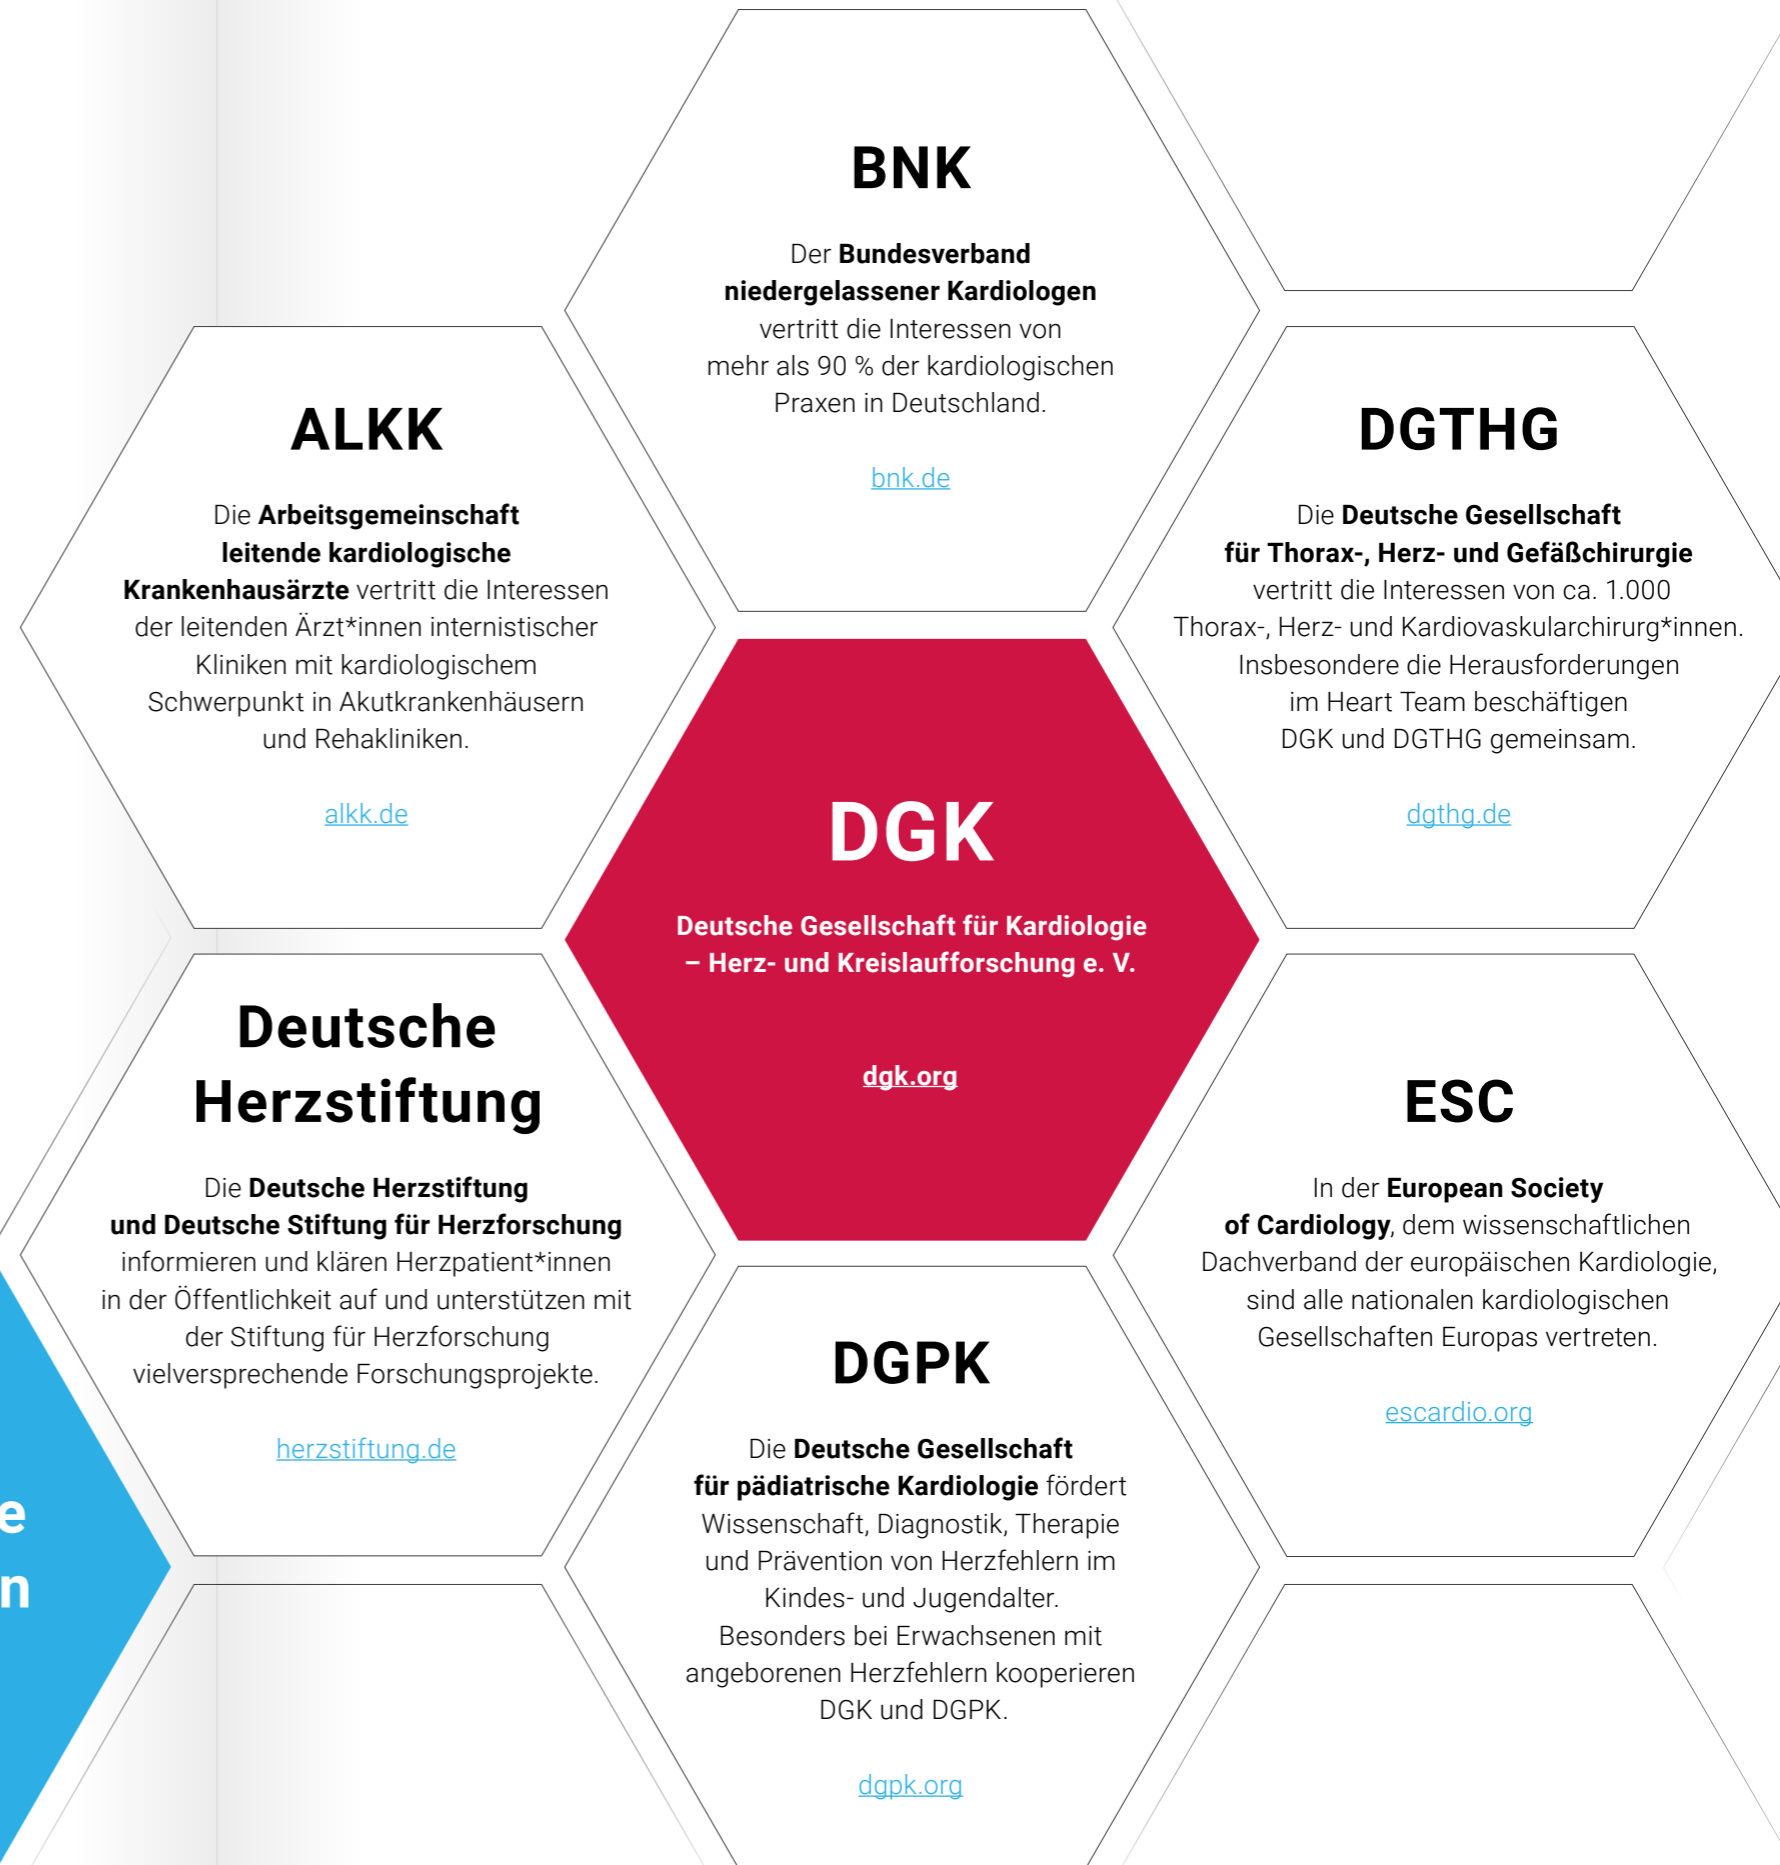 BNK
Der Bundesverband
niedergelassener Kardiologen
vertritt die Interessen von
mehr als 90 % der kardiologischen
Praxen in Deutschland.
bnk.de
ALKK
Die Arbeitsgemeinschaft
leitende kardiologische
Krankenhausärzte vertritt die Interessen
der leitenden Ärzt*innen internistischer
Kliniken mit kardiologischem
Schwerpunkt in Akutkrankenhäusern
und Rehakliniken.
alkk.de
DGTHG
Die Deutsche Gesellschaft
für Thorax-, Herz- und Gefäßchirurgie
vertritt die Interessen von ca. 1.000
Thorax-, Herz- und Kardiovaskularchirurg*innen.
Insbesondere die Herausforderungen
im Heart Team beschäftigen
DGK und DGTHG gemeinsam.
dgthg.de
DGK
Deutsche Gesellschaft für Kardiologie
– Herz- und Kreislaufforschung e. V.
dgk.org
Deutsche
Herzstiftung
Die Deutsche Herzstiftung
und Deutsche Stiftung für Herzforschung
informieren und klären Herzpatient*innen
in der Öffentlichkeit auf und unterstützen mit
der Stiftung für Herzforschung
vielversprechende Forschungsprojekte.
herzstiftung.de
ESC
In der European Society
of Cardiology, dem wissenschaftlichen
Dachverband der europäischen Kardiologie,
sind alle nationalen kardiologischen
Gesellschaften Europas vertreten.
escardio.org
DGPK
Die Deutsche Gesellschaft
für pädiatrische Kardiologie fördert
Wissenschaft, Diagnostik, Therapie
und Prävention von Herzfehlern im
Kindes- und Jugendalter.
Besonders bei Erwachsenen mit
angeborenen Herzfehlern kooperieren
DGK und DGPK.
dgpk.org